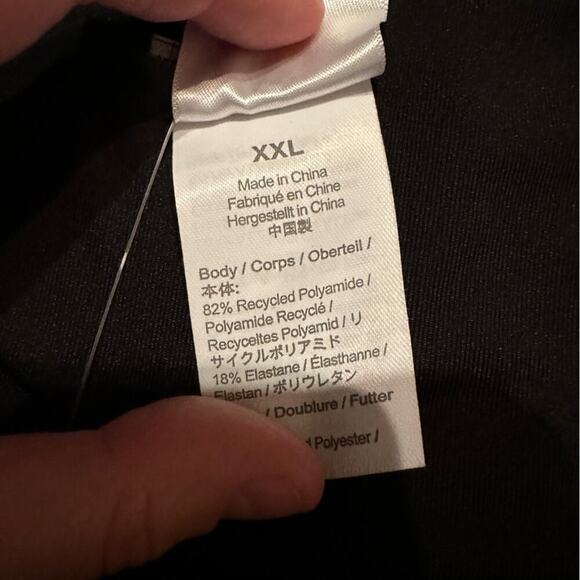 XXL
Made in China
Fabriqué en Chine
Hergestellt in China
中国製
Body / Corps / Oberteil /
本体:
82% Recycled Polyamide /
Polyamide Recyclé /
Recyceltes Polyamid / リ
サイクルポリアミド
18% Elastane / Élasthanne /
Elastan / ポリウレタン
/ Doublure / Futter
Polyester /